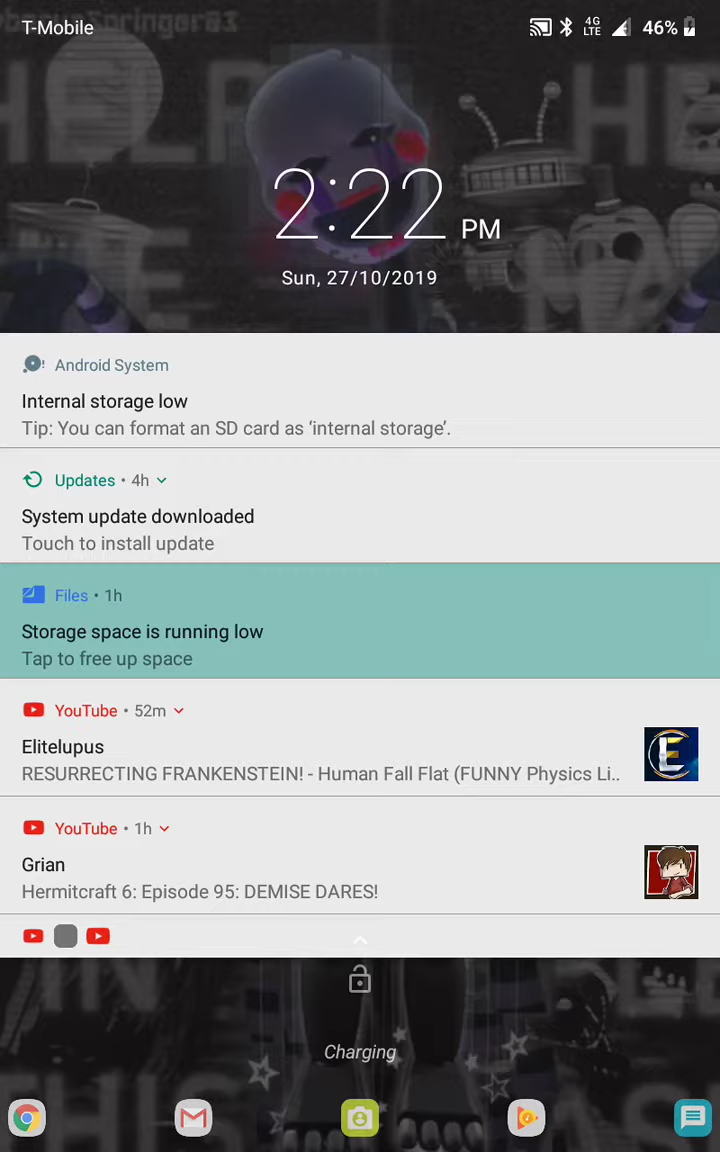 T-Mobile
4G
LTE
46%
2:22 PM
Sun, 27/10/2019
Android System
Internal storage low
Tip: You can format an SD card as ‘internal storage’.
Updates • 4h
System update downloaded
Touch to install update
Files • 1h
Storage space is running low
Tap to free up space
YouTube • 52m
Elitelupus
RESURRECTING FRANKENSTEIN! - Human Fall Flat (FUNNY Physics Li..
E
YouTube • 1h
Grian
Hermitcraft 6: Episode 95: DEMISE DARES!
Charging